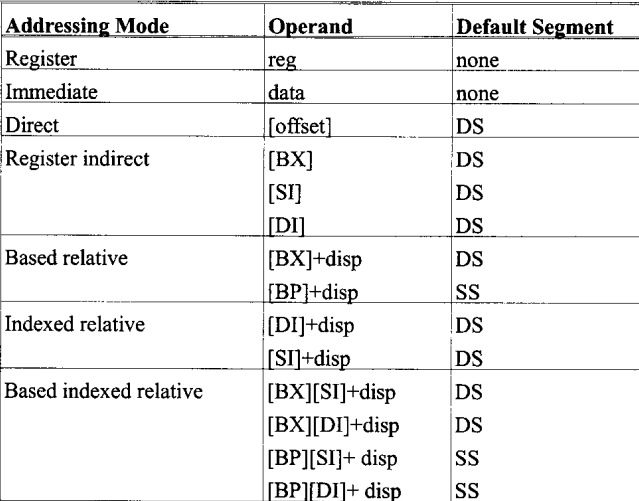 Addressing Mode Operand Default Segment
Register reg none
Immediate data none
Direct [offset] DS
Register indirect [BX] DS
[SI] DS
[DI] DS
Based relative [BX]+disp DS
[BP]+disp SS
Indexed relative [DI]+disp DS
[SI]+disp DS
Based indexed relative [BX][SI]+disp DS
[BX][DI]+disp DS
[BP][SI]+ disp SS
[BP][DI]+ disp SS